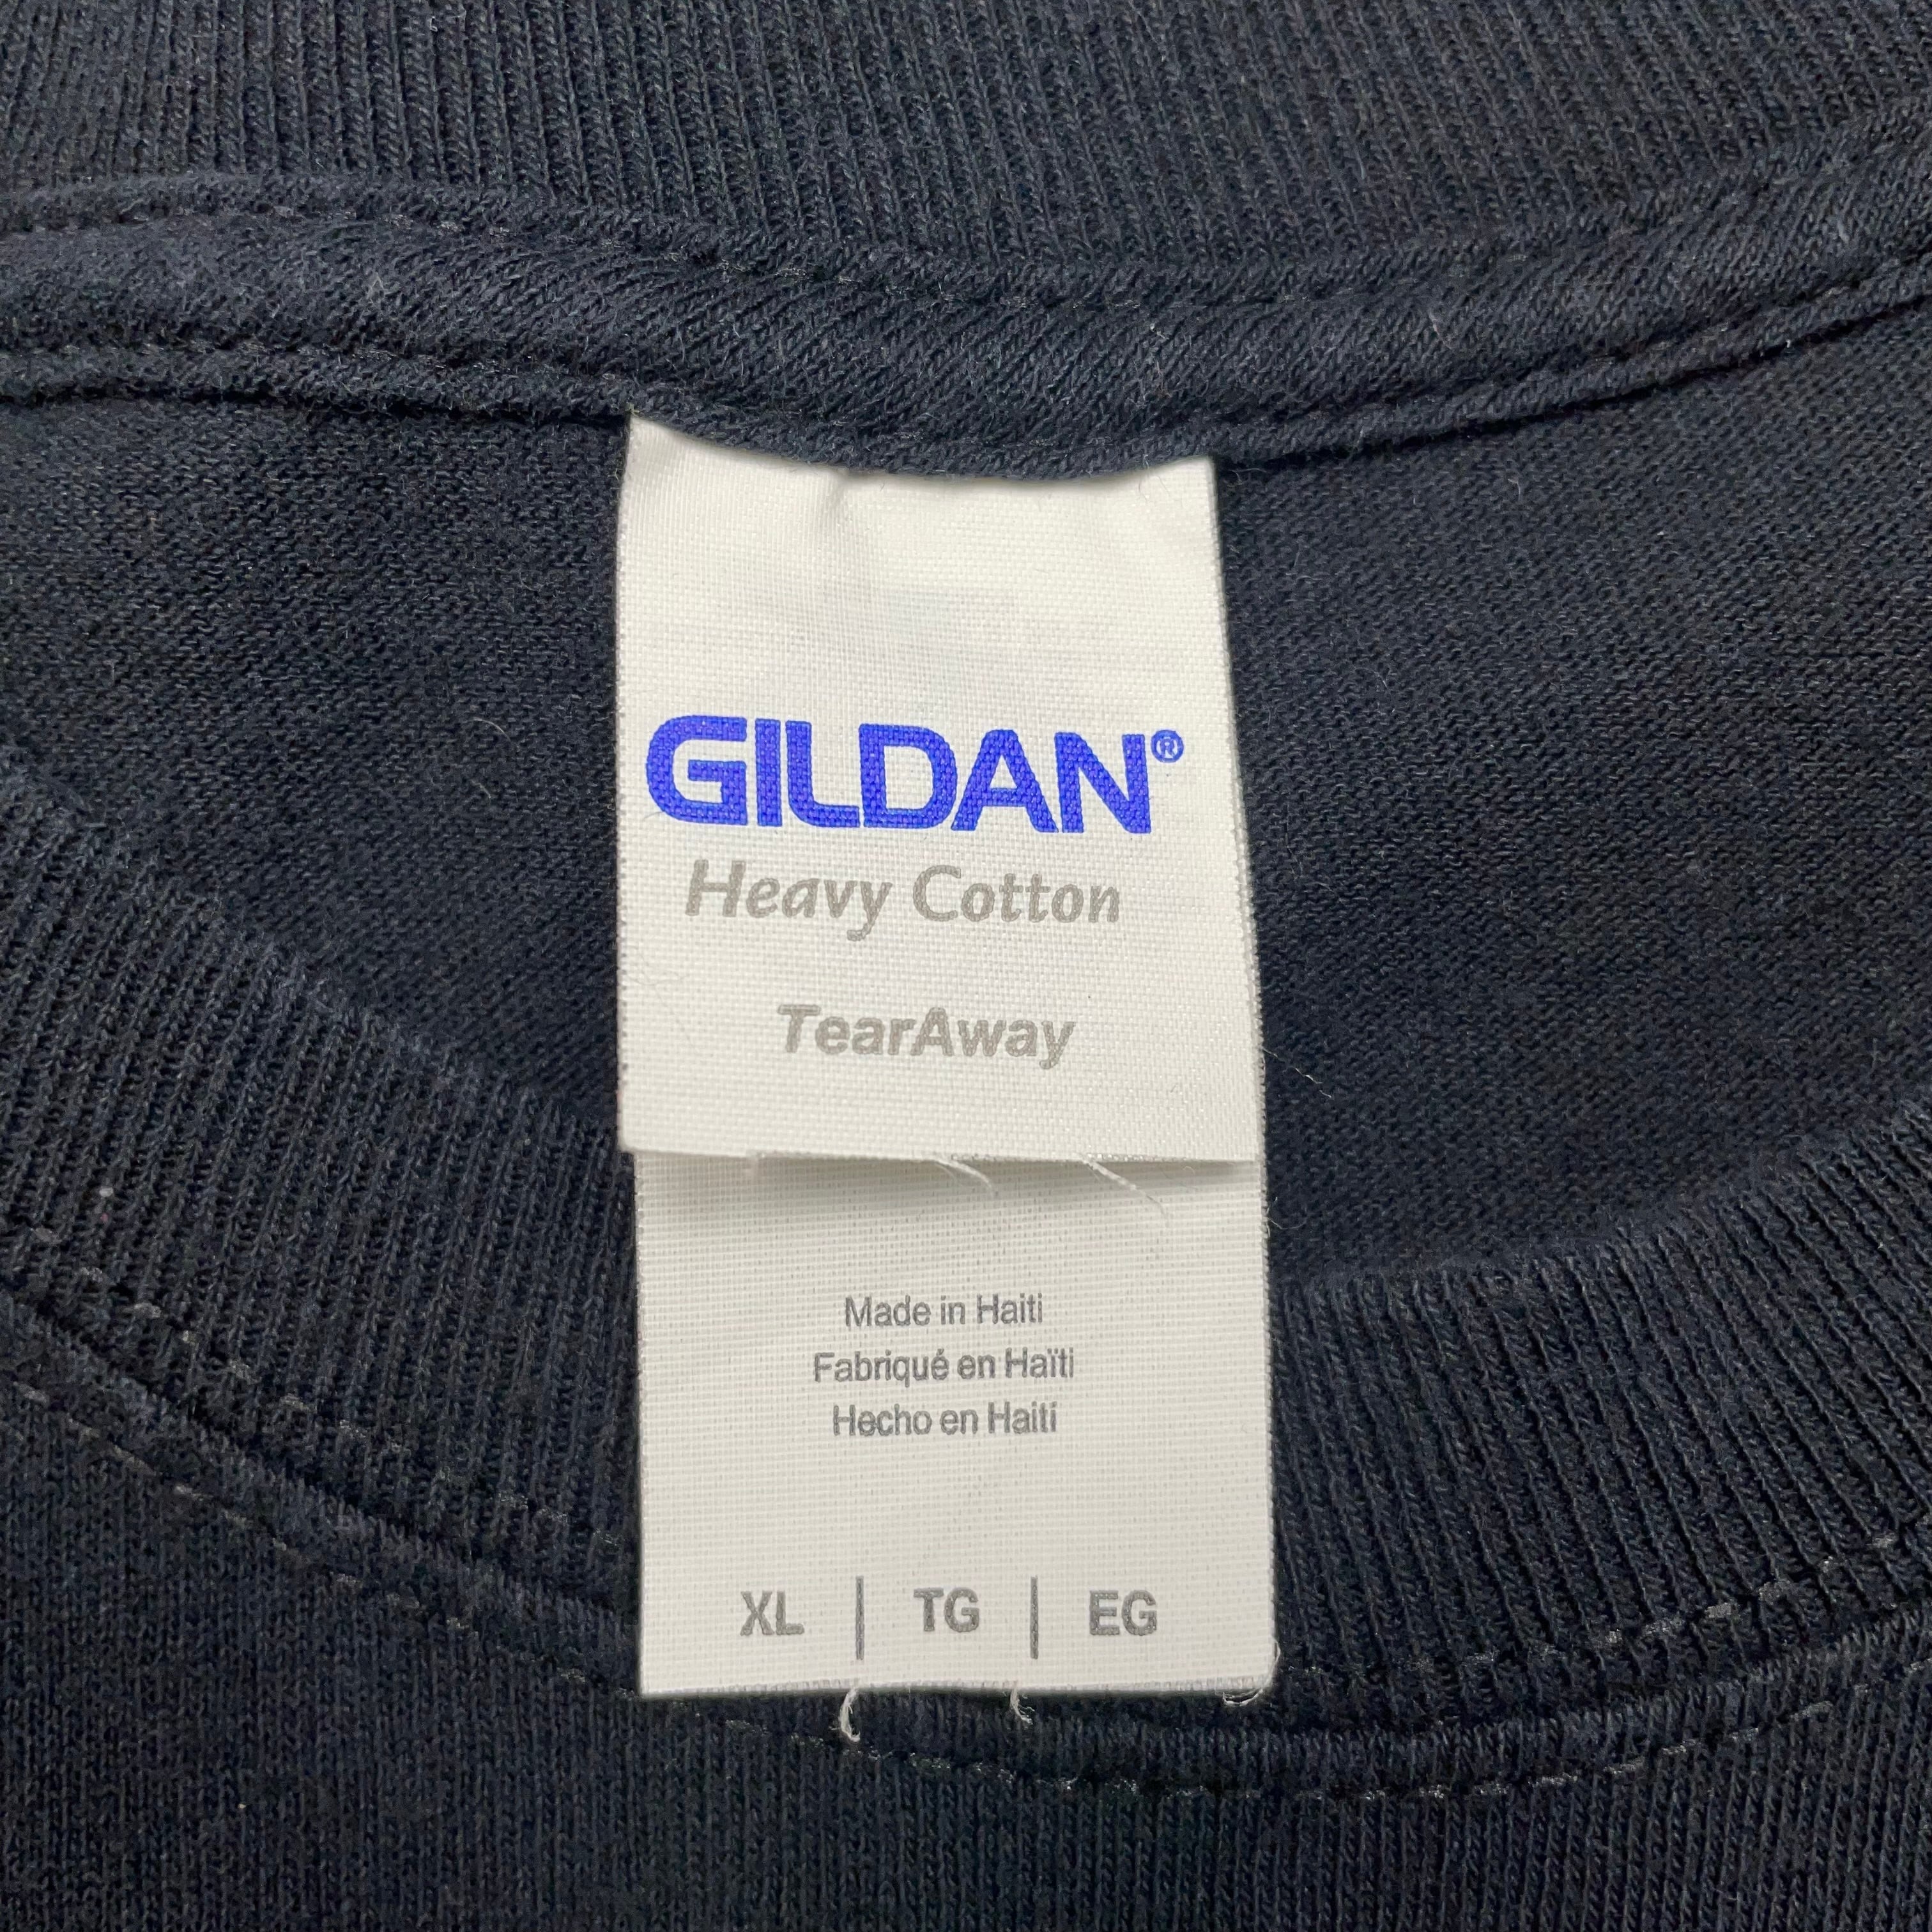 GILDAN®
Heavy Cotton
TearAway
Made in Haiti
Fabriqué en Haïti
Hecho en Haití
XL | TG | EG